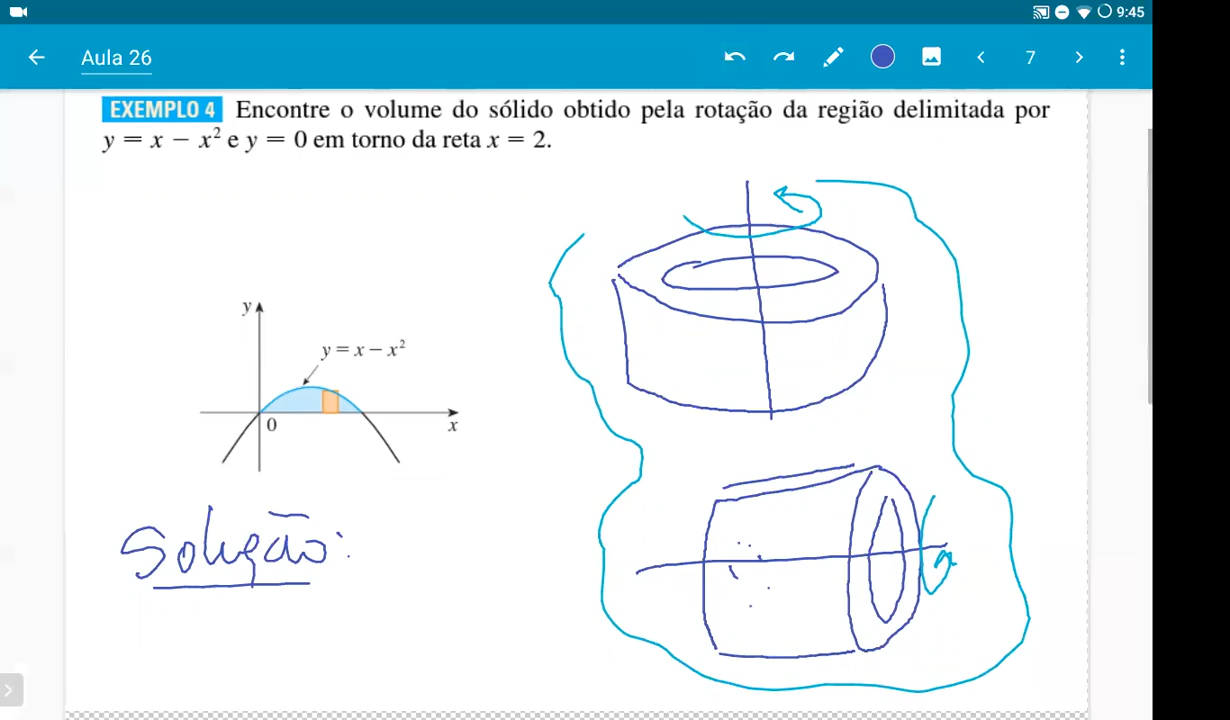 9:45
Aula 26
7
EXEMPLO 4 Encontre o volume do sólido obtido pela rotação da região delimitada por
y = x − x² e y = 0 em torno da reta x = 2.
y
y = x − x²
0
x
Solução: